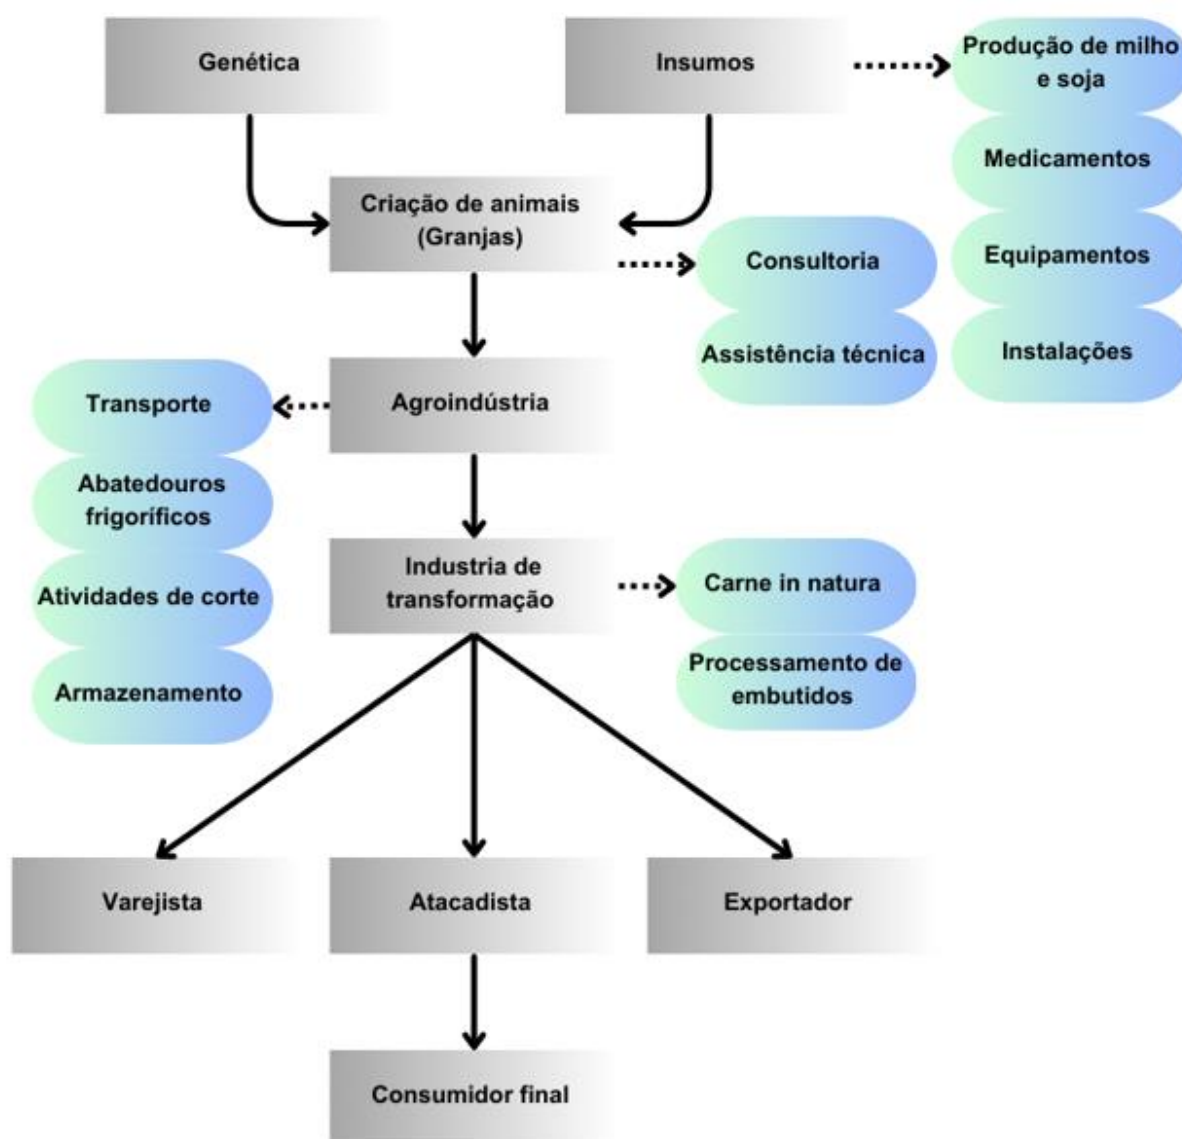 Genética
Insumos
Produção de milho
e soja
Medicamentos
Equipamentos
Instalações
Criação de animais
(Granjas)
Consultoria
Assistência técnica
Agroindústria
Transporte
Abatedouros
frigoríficos
Atividades de corte
Armazenamento
Industria de
transformação
Carne in natura
Processamento de
embutidos
Varejista
Atacadista
Exportador
Consumidor final